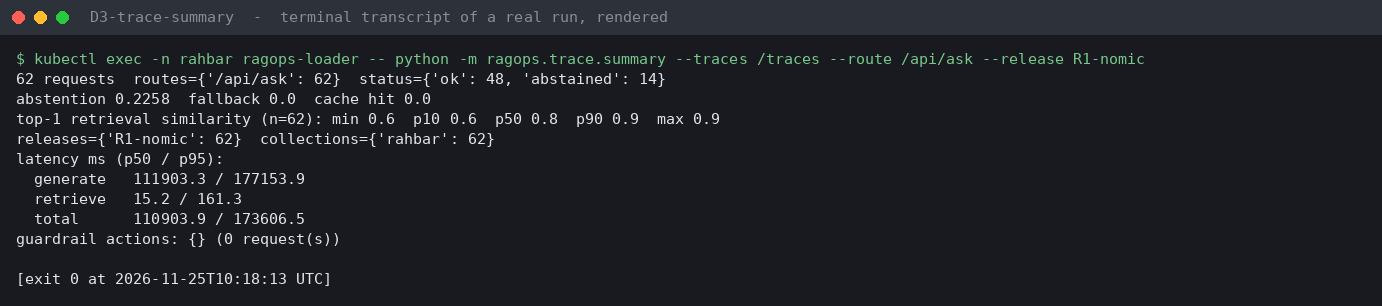 D3-trace-summary  -  terminal transcript of a real run, rendered
$ kubectl exec -n rahbar ragops-loader -- python -m ragops.trace.summary --traces /traces --route /api/ask --release R1-nomic
62 requests  routes={'/api/ask': 62}  status={'ok': 48, 'abstained': 14}
abstention 0.2258  fallback 0.0  cache hit 0.0
top-1 retrieval similarity (n=62): min 0.6  p10 0.6  p50 0.8  p90 0.9  max 0.9
releases={'R1-nomic': 62}  collections={'rahbar': 62}
latency ms (p50 / p95):
  generate   111903.3 / 177153.9
  retrieve   15.2 / 161.3
  total      110903.9 / 173606.5
guardrail actions: {} (0 request(s))
[exit 0 at 2026-11-25T10:18:13 UTC]